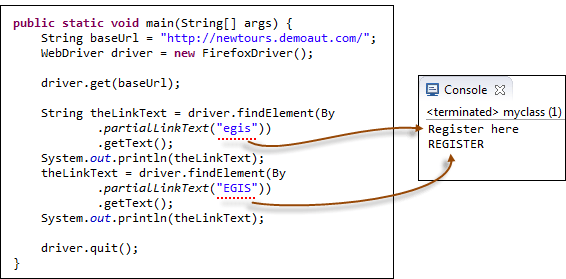 public static void main(String[] args) {
String baseUrl = "http://newtours.demoaut.com/";
WebDriver driver = new FirefoxDriver();
driver.get(baseUrl);
String theLinkText = driver.findElement(By
.partialLinkText("egis"))
.getText();
System.out.println(theLinkText);
theLinkText = driver.findElement(By
.partialLinkText("EGIS"))
.getText();
System.out.println(theLinkText);
driver.quit();
}
Console
<terminated> myclass (1)
Register here
REGISTER